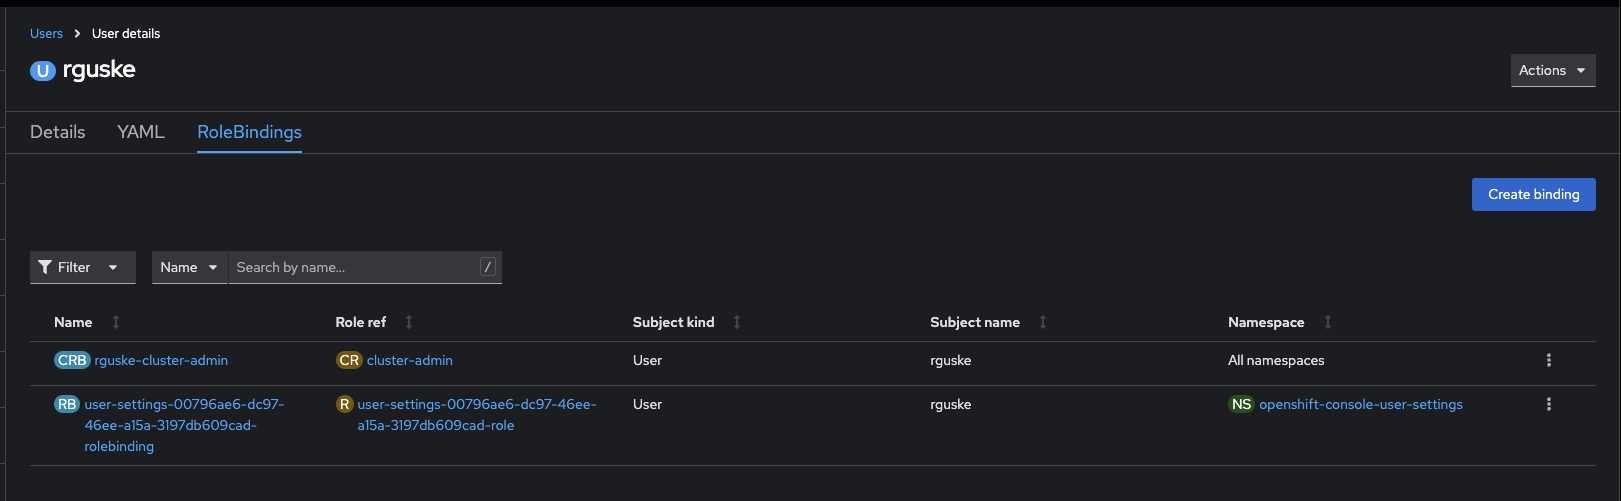 Users > User details
U rguske
Actions
Details YAML RoleBindings
Create binding
Filter Name Search by name... /
Name Role ref Subject kind Subject name Namespace
CRB rguske-cluster-admin CR cluster-admin User rguske All namespaces
RB user-settings-00796ae6-dc97- R user-settings-00796ae6-dc97-46ee- User rguske NS openshift-console-user-settings
46ee-a15a-3197db609cad- a15a-3197db609cad-role
rolebinding